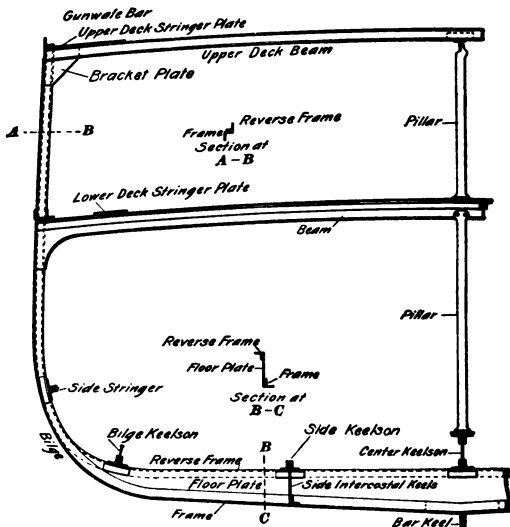 Gunwale Bar
Upper Deck Stringer Plate
Upper Deck Beam
Bracket Plate
A
B
Reverse Frame
Frame
Section at
A-B
Pillar
Lower Deck Stringer Plate
Beam
Pillar
Reverse Frame
Floor Plate
Frame
Section at
B-C
Side Stringer
Bilge
Bilge Keelson
B
Side Keelson
Center Keelson
Reverse Frame
Floor Plate
Side Intercostal Keels
Frame
C
Bar Keel